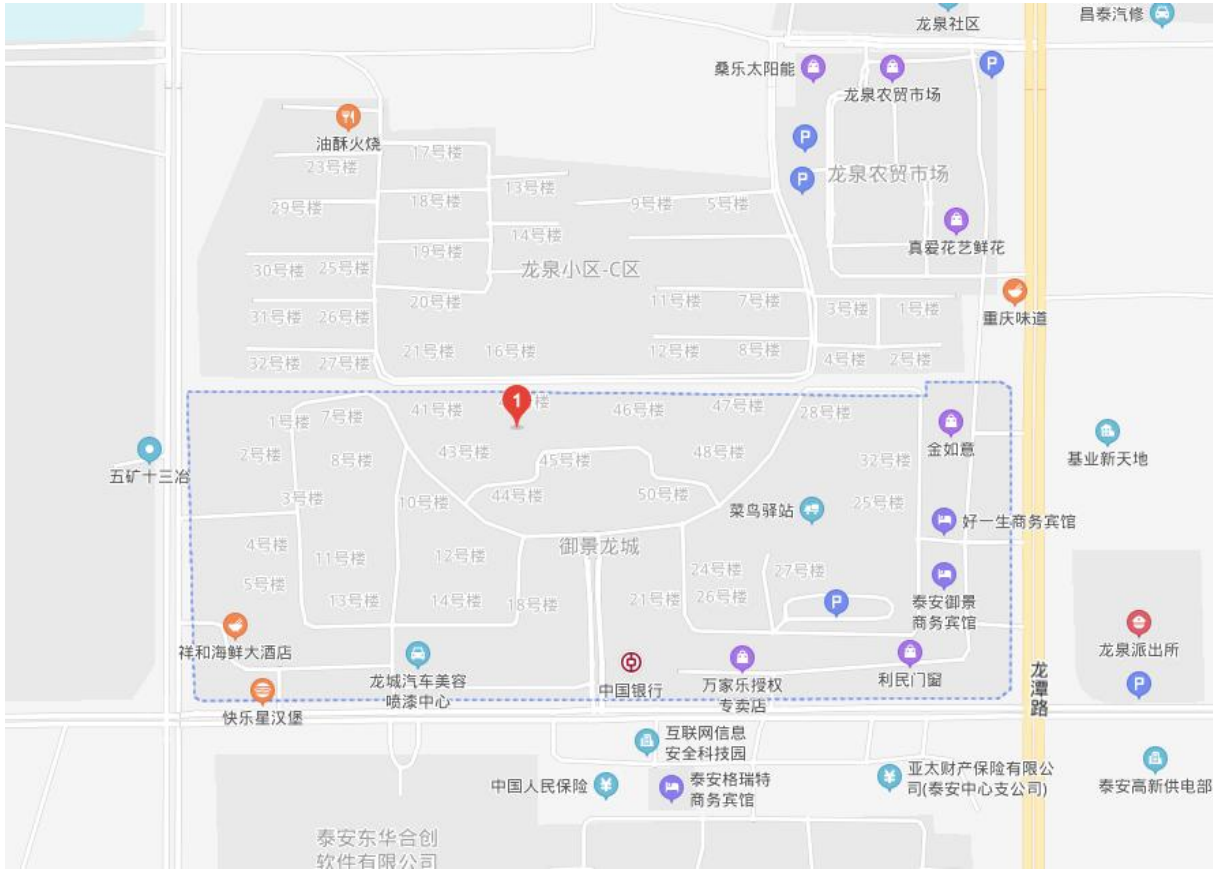 龙泉社区
昌泰汽修
桑乐太阳能
龙泉农贸市场
油酥火烧
17号楼
23号楼
龙泉农贸市场
13号楼
18号楼
9号楼
5号楼
29号楼
真爱花艺鲜花
14号楼
19号楼
龙泉小区-C区
30号楼
25号楼
20号楼
11号楼
7号楼
3号楼
1号楼
重庆味道
31号楼
26号楼
21号楼
16号楼
12号楼
8号楼
4号楼
2号楼
32号楼
27号楼
1
号楼
41号楼
46号楼
47号楼
28号楼
1号楼
7号楼
金如意
2号楼
8号楼
43号楼
45号楼
48号楼
32号楼
基业新天地
五矿十三冶
3号楼
10号楼
44号楼
50号楼
菜鸟驿站
25号楼
好一生商务宾馆
4号楼
11号楼
12号楼
御景龙城
24号楼
27号楼
5号楼
13号楼
14号楼
18号楼
21号楼
26号楼
泰安御景
商务宾馆
祥和海鲜大酒店
龙泉派出所
龙城汽车美容
喷漆中心
中国银行
万家乐授权
专卖店
利民门窗
龙潭路
快乐星汉堡
互联网信息
安全科技园
中国人民保险
泰安格瑞特
商务宾馆
亚太财产保险有限公
司(泰安中心支公司)
泰安高新供电部
泰安东华合创
软件有限公司
P
P
P
P
P